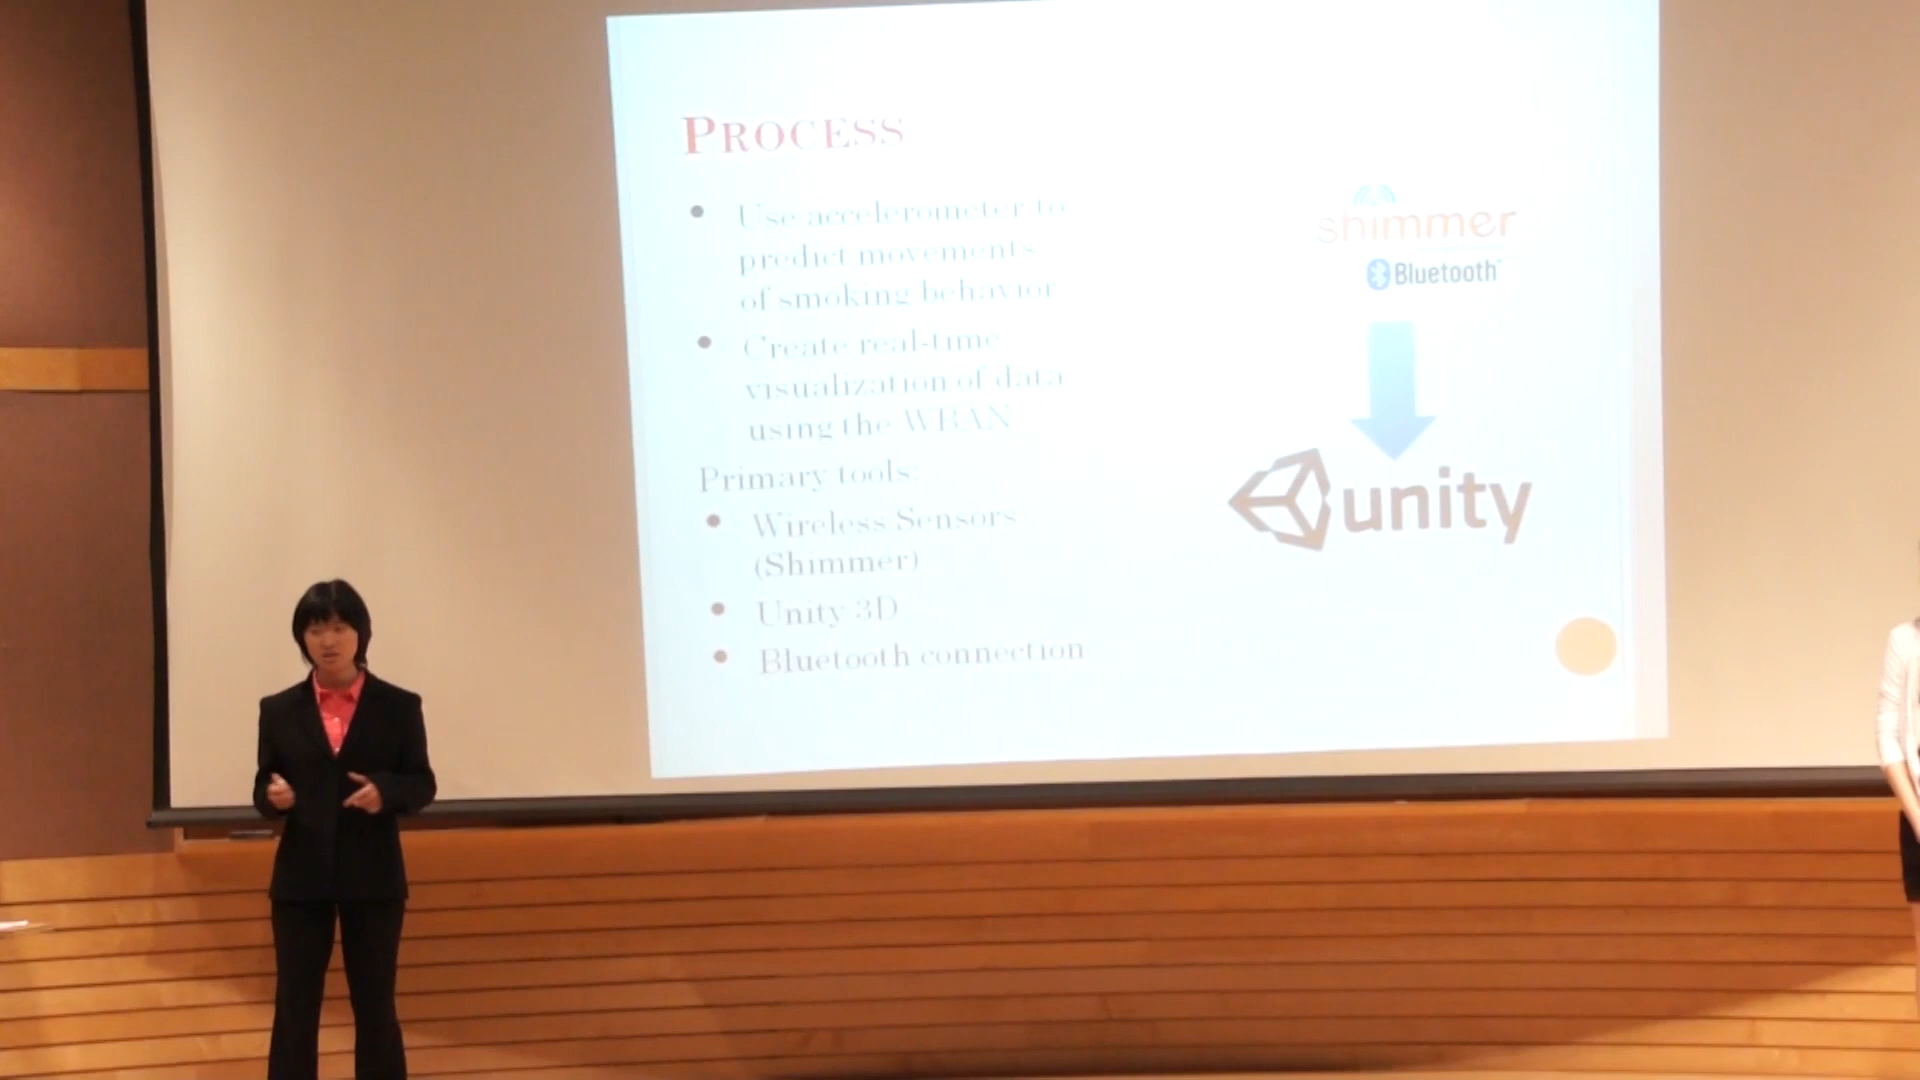 PROCESS
• Use accelerometer to
predict movements
of smoking behavior
• Create real-time
visualization of data
using the WBAN
Primary tools:
• Wireless Sensors
(Shimmer)
• Unity 3D
• Bluetooth connection
shimmer
Bluetooth
unity